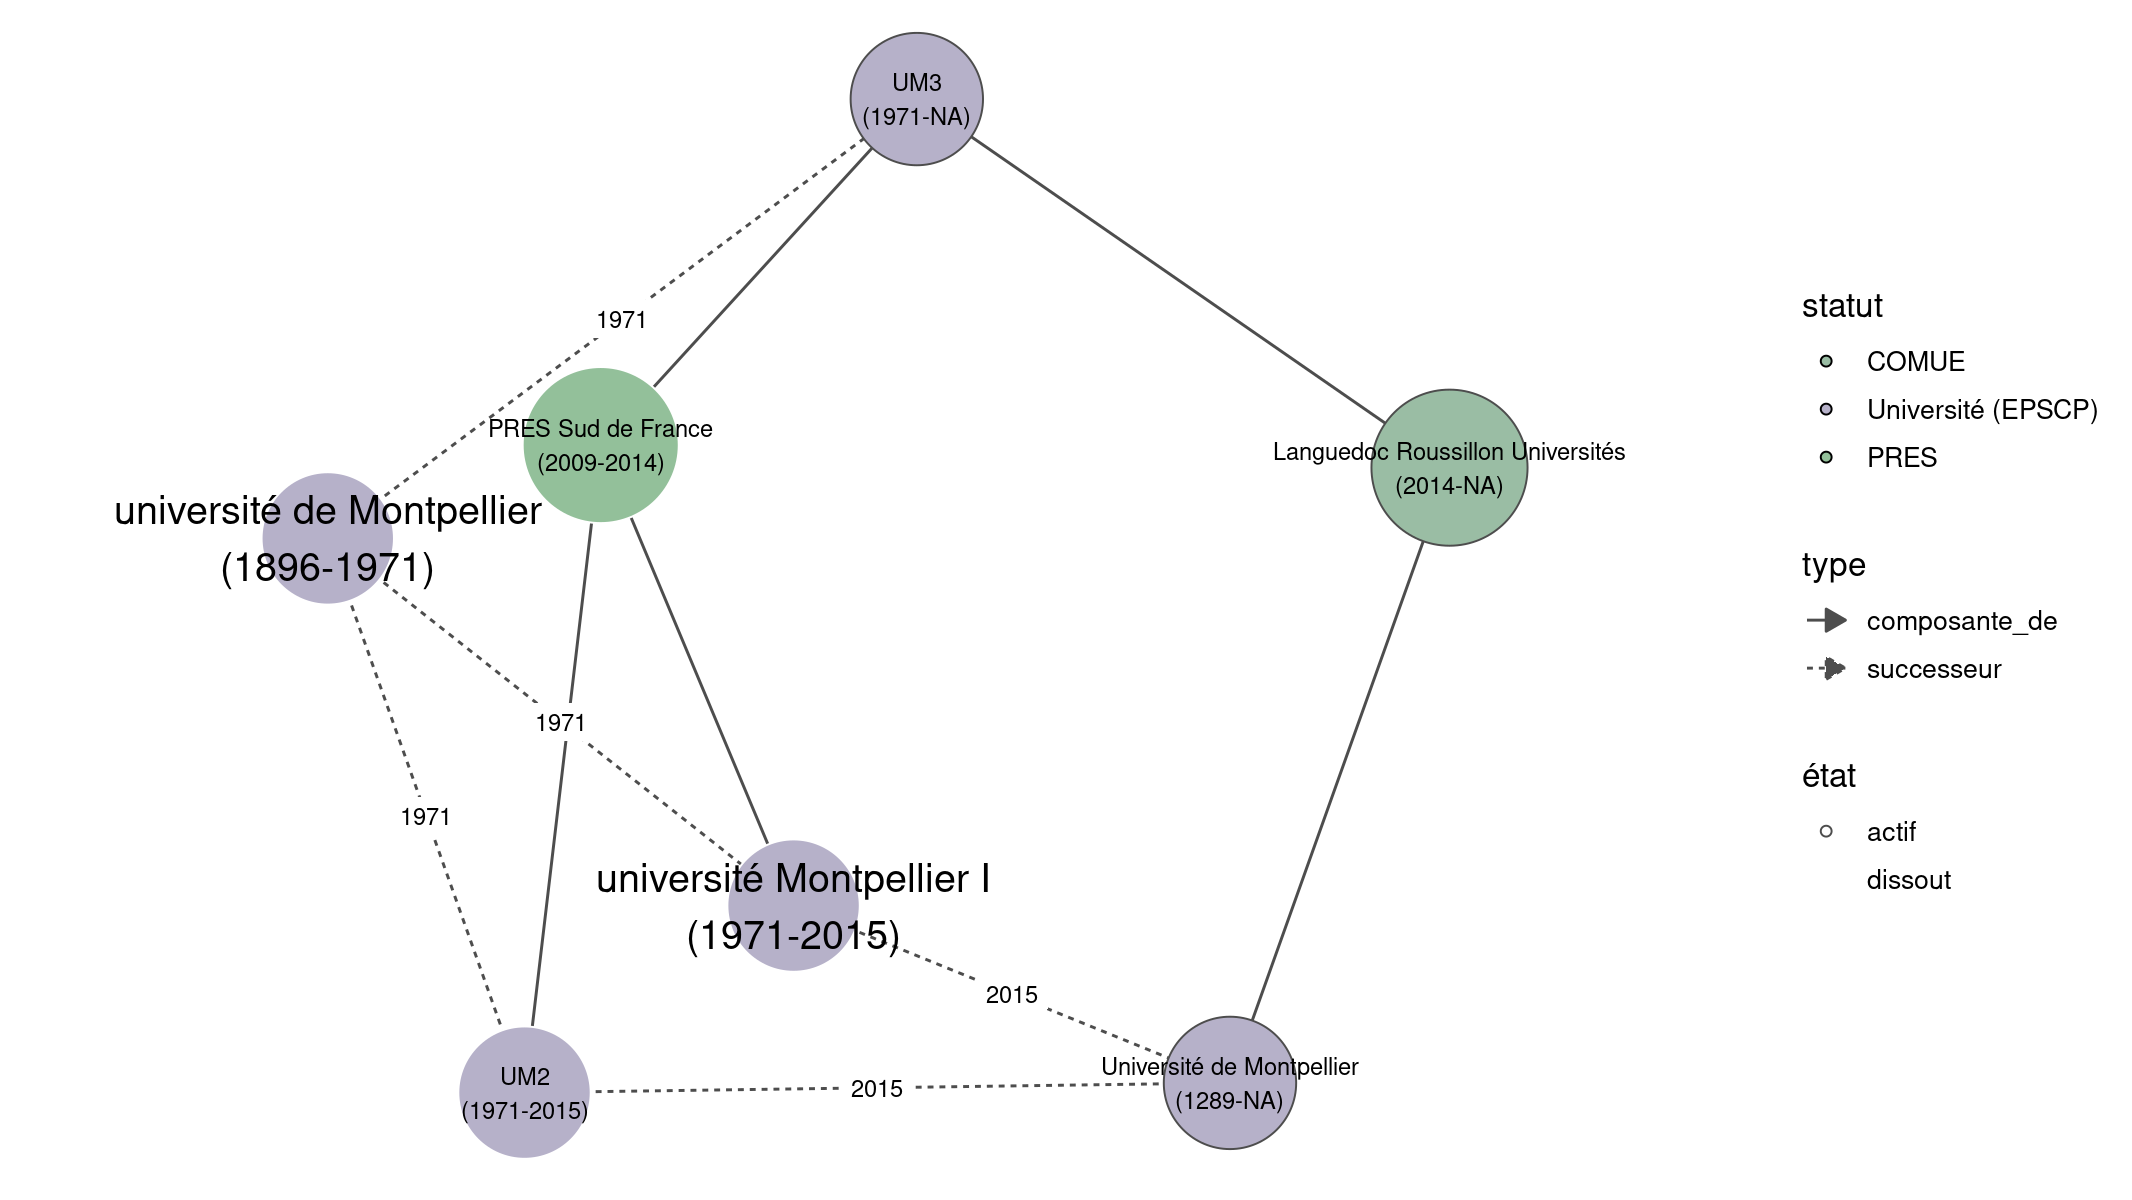 UM3
(1971-NA)
1971
PRES Sud de France
(2009-2014)
Languedoc Roussillon Universités
(2014-NA)
université de Montpellier
(1896-1971)
1971
1971
université Montpellier I
(1971-2015)
2015
UM2
(1971-2015)
2015
Université de Montpellier
(1289-NA)
statut
COMUE
Université (EPSCP)
PRES
type
composante_de
successeur
état
actif
dissout